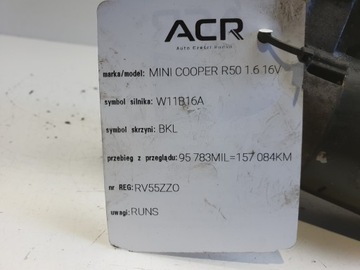 ACR
Auto Części Ronso
marka/model: MINI COOPER R50 1.6 16V
symbol silnika: W11B16A
symbol skrzyni: BKL
przebieg z przeglądu: 95 783MIL=157 084KM
nr REG: RV55ZZO
uwagi: RUNS